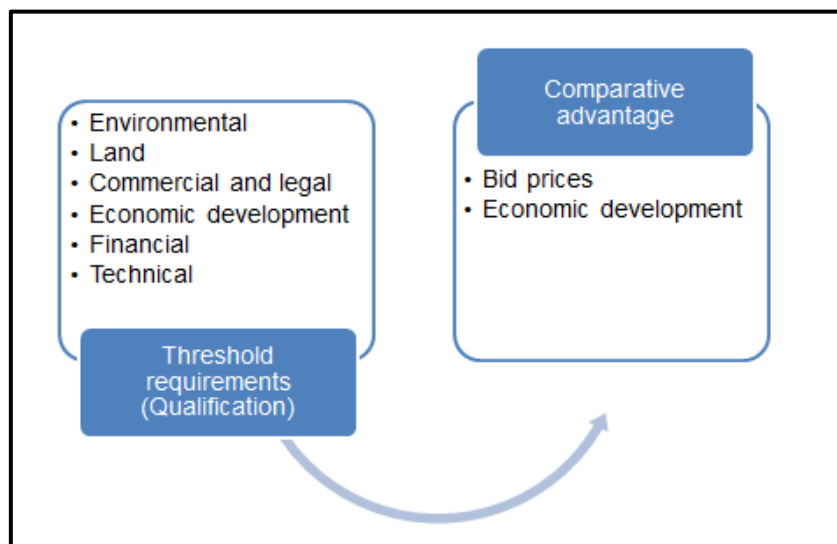 • Environmental
• Land
• Commercial and legal
• Economic development
• Financial
• Technical
Threshold
requirements
(Qualification)
Comparative
advantage
• Bid prices
• Economic development